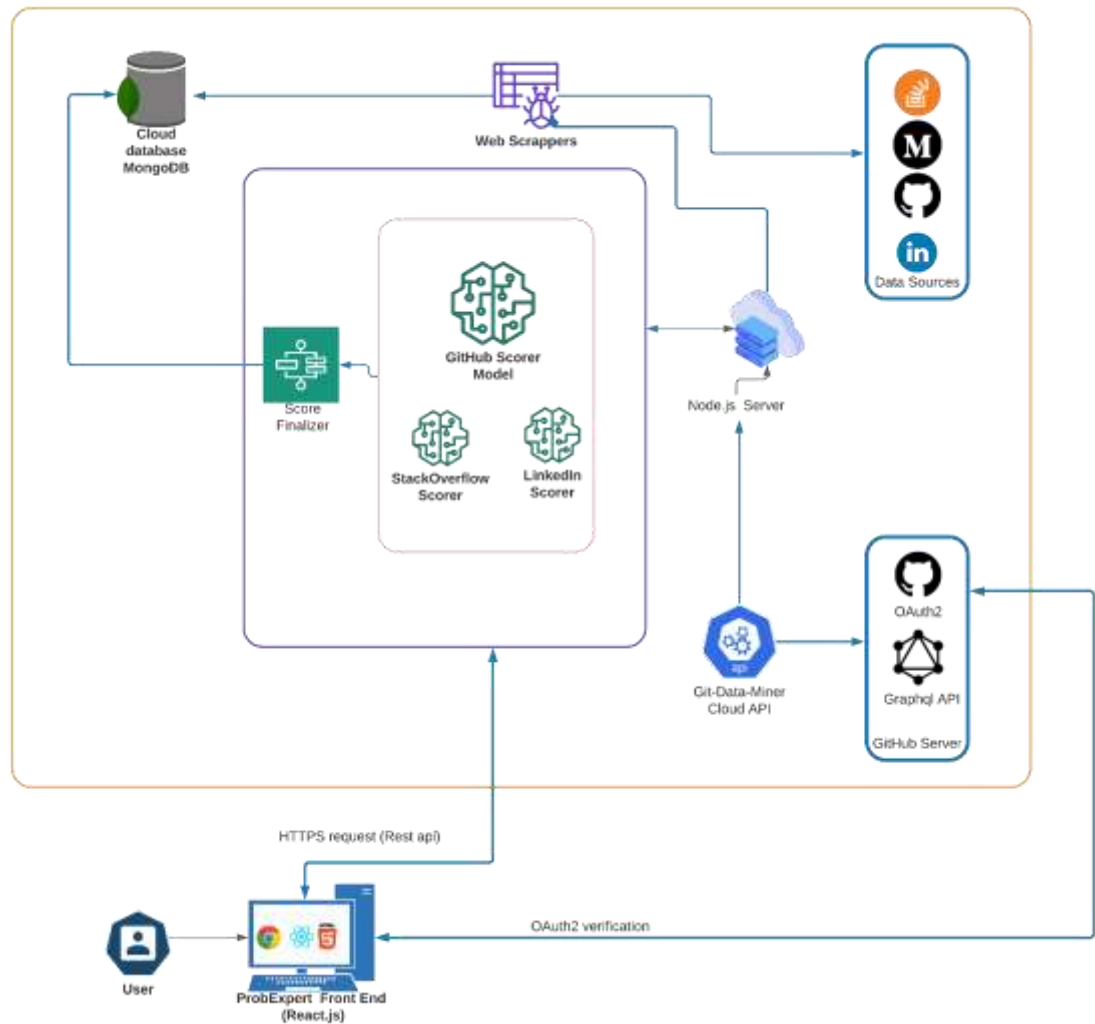 Cloud
database
MongoDB
Web Scrappers
M
in
Data Sources
GitHub Scorer
Model
Score
Finalizer
StackOverflow
Scorer
LinkedIn
Scorer
Node.js Server
OAuth2
Graphql API
GitHub Server
api
Git-Data-Miner
Cloud API
HTTPS request (Rest api)
OAuth2 verification
User
ProbExpert Front End
(React.js)